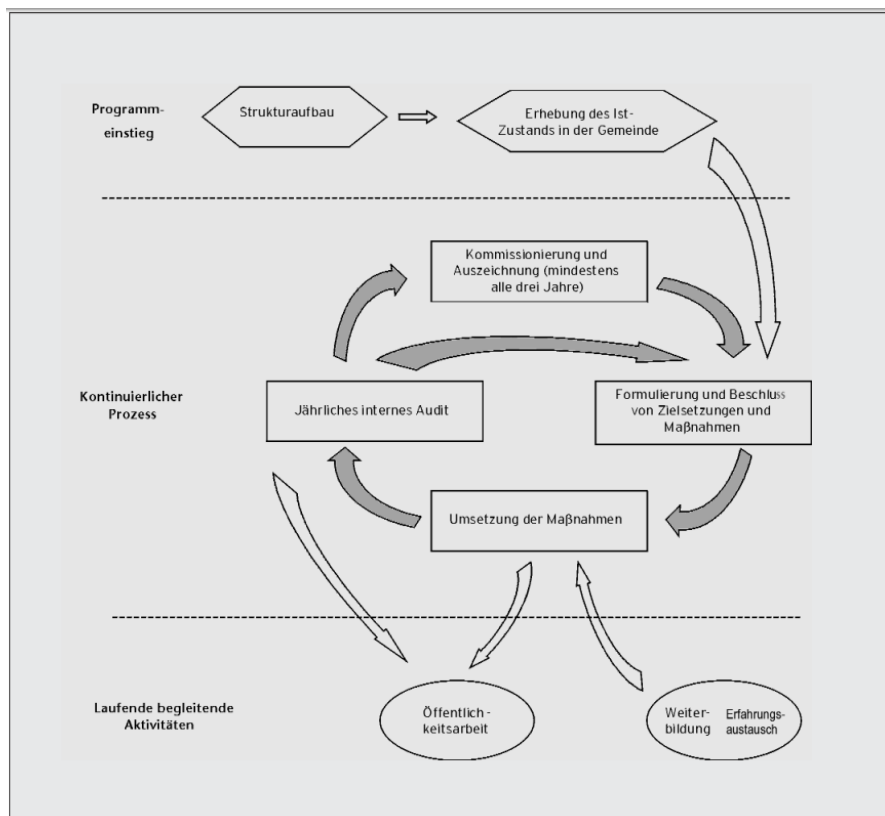 Programm-
einstieg
Strukturaufbau
Erhebung des Ist-
Zustands in der Gemeinde
Kommissionierung und
Auszeichnung (mindestens
alle drei Jahre)
Kontinuierlicher
Prozess
Jährliches internes Audit
Formulierung und Beschluss
von Zielsetzungen und
Maßnahmen
Umsetzung der Maßnahmen
Laufende begleitende
Aktivitäten
Öffentlich-
keitsarbeit
Weiter-
bildung
Erfahrungs-
austausch